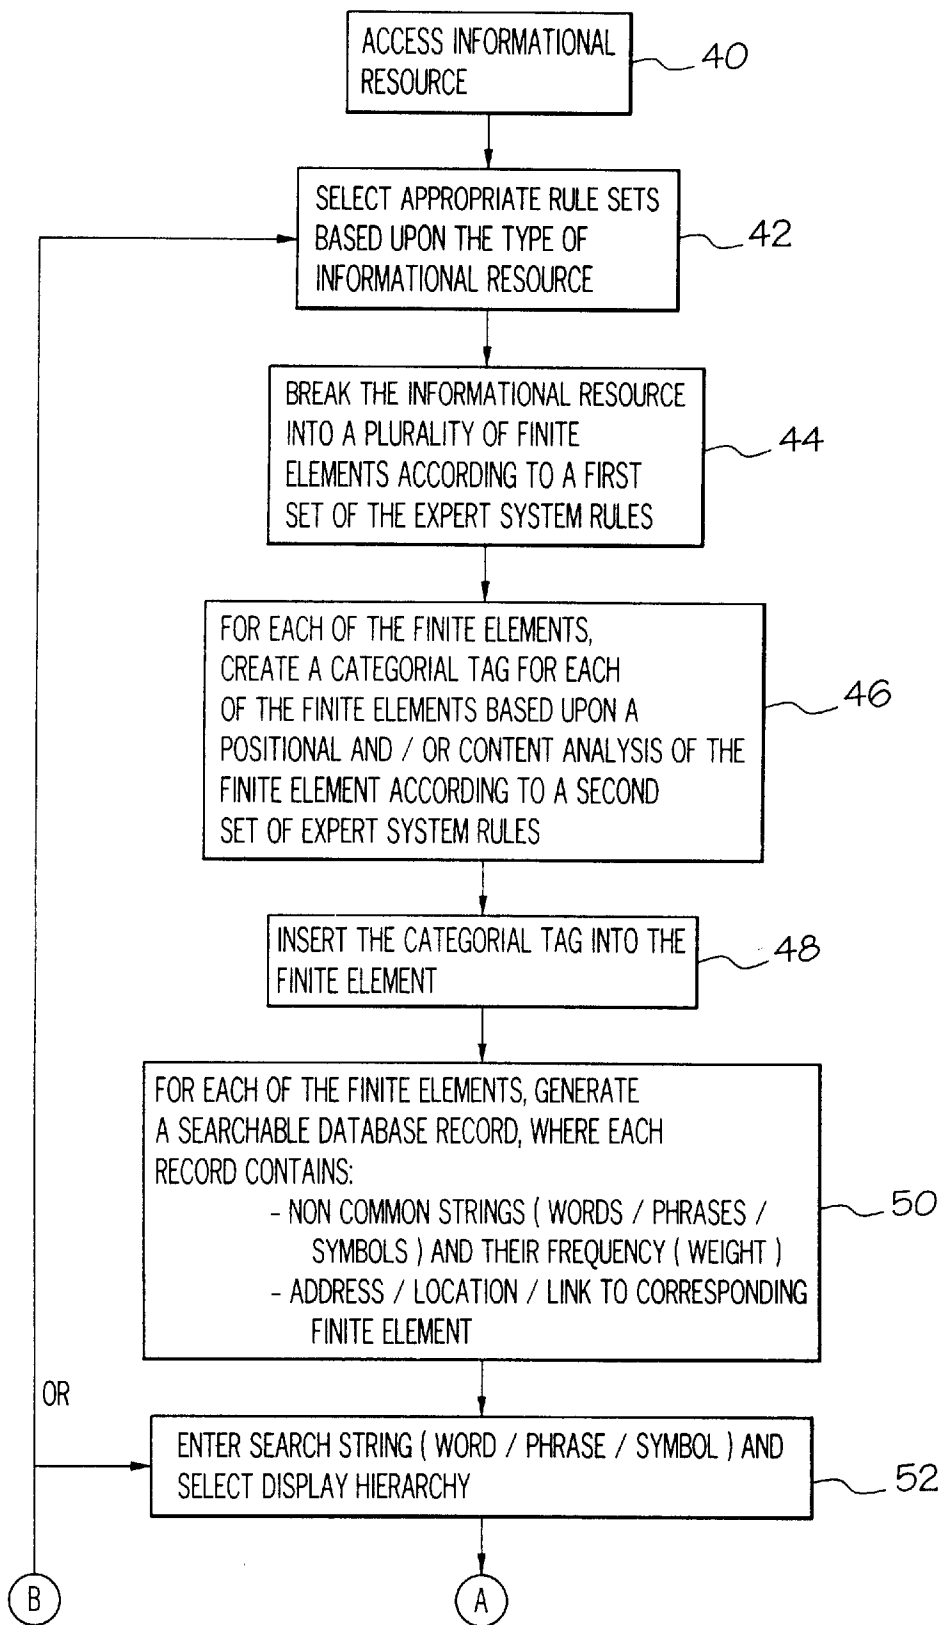 ACCESS INFORMATIONAL
RESOURCE
40
SELECT APPROPRIATE RULE SETS
BASED UPON THE TYPE OF
INFORMATIONAL RESOURCE
42
BREAK THE INFORMATIONAL RESOURCE
INTO A PLURALITY OF FINITE
ELEMENTS ACCORDING TO A FIRST
SET OF THE EXPERT SYSTEM RULES
44
FOR EACH OF THE FINITE ELEMENTS,
CREATE A CATEGORIAL TAG FOR EACH
OF THE FINITE ELEMENTS BASED UPON A
POSITIONAL AND / OR CONTENT ANALYSIS OF THE
FINITE ELEMENT ACCORDING TO A SECOND
SET OF EXPERT SYSTEM RULES
46
INSERT THE CATEGORIAL TAG INTO THE
FINITE ELEMENT
48
FOR EACH OF THE FINITE ELEMENTS, GENERATE
A SEARCHABLE DATABASE RECORD, WHERE EACH
RECORD CONTAINS:
- NON COMMON STRINGS ( WORDS / PHRASES /
SYMBOLS ) AND THEIR FREQUENCY ( WEIGHT )
- ADDRESS / LOCATION / LINK TO CORRESPONDING
FINITE ELEMENT
50
OR
ENTER SEARCH STRING ( WORD / PHRASE / SYMBOL ) AND
SELECT DISPLAY HIERARCHY
52
B
A